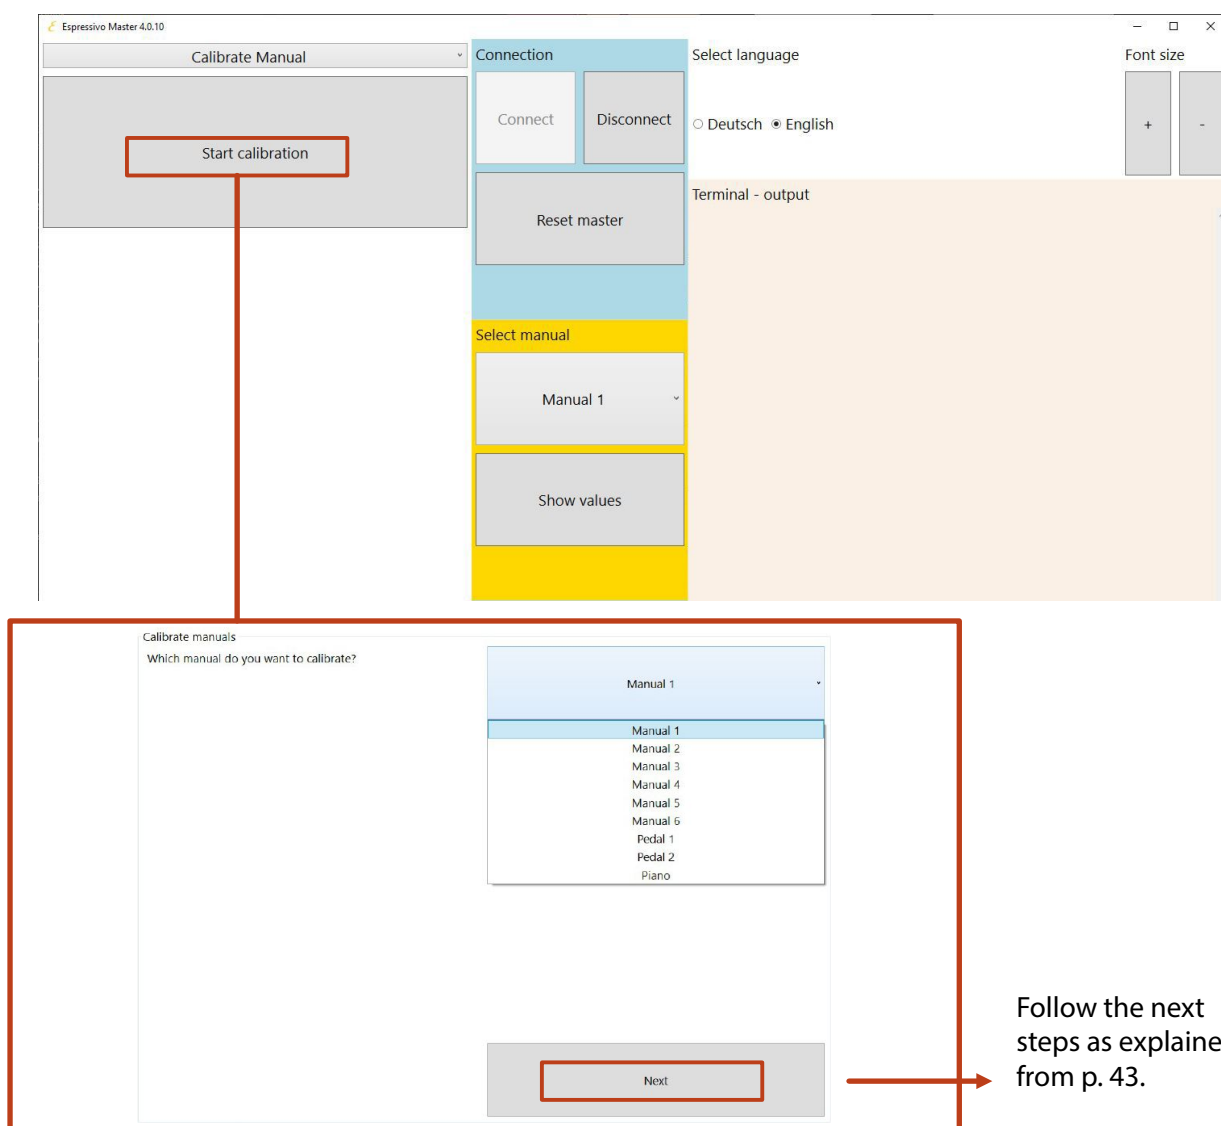 Espressivo Master 4.0.10
Calibrate Manual
Start calibration
Connection
Connect
Disconnect
Reset master
Select language
Deutsch
English
Font size
+
-
Terminal - output
Select manual
Manual 1
Show values
Calibrate manuals
Which manual do you want to calibrate?
Manual 1
Manual 1
Manual 2
Manual 3
Manual 4
Manual 5
Manual 6
Pedal 1
Pedal 2
Piano
Next
Follow the next
steps as explaine
from p. 43.